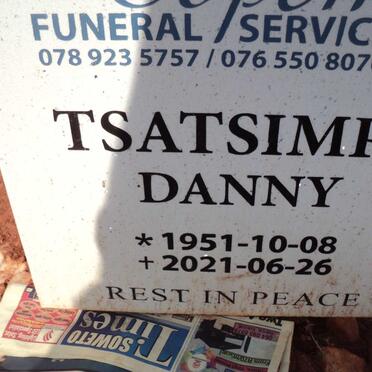 FUNERAL SERVIC
078 923 5757 / 076 550 807
TSATSIMP
DANNY
* 1951-10-08
+ 2021-06-26
REST IN PEACE
SOWETO
Times